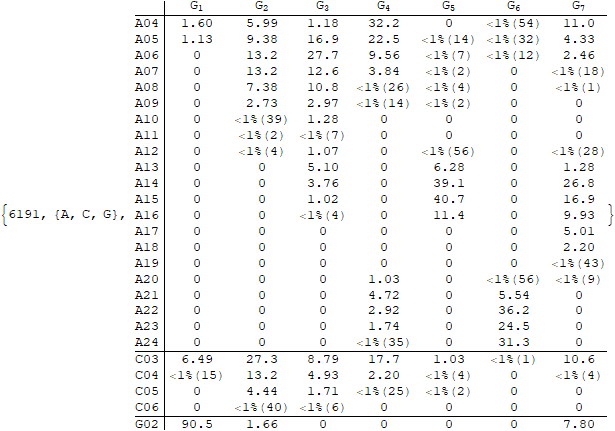 G1 G2 G3 G4 G5 G6 G7
A04 1.60 5.99 1.18 32.2 0 <1%(54) 11.0
A05 1.13 9.38 16.9 22.5 <1%(14) <1%(32) 4.33
A06 0 13.2 27.7 9.56 <1%(7) <1%(12) 2.46
A07 0 13.2 12.6 3.84 <1%(2) 0 <1%(18)
A08 0 7.38 10.8 <1%(26) <1%(4) 0 <1%(1)
A09 0 2.73 2.97 <1%(14) <1%(2) 0 0
A10 0 <1%(39) 1.28 0 0 0 0
A11 0 <1%(2) <1%(7) 0 0 0 0
A12 0 <1%(4) 1.07 0 <1%(56) 0 <1%(28)
A13 0 0 5.10 0 6.28 0 1.28
A14 0 0 3.76 0 39.1 0 26.8
A15 0 0 1.02 0 40.7 0 16.9
{6191, {A, C, G}, A16 0 0 <1%(4) 0 11.4 0 9.93 }
A17 0 0 0 0 0 0 5.01
A18 0 0 0 0 0 0 2.20
A19 0 0 0 0 0 0 <1%(43)
A20 0 0 0 1.03 0 <1%(56) <1%(9)
A21 0 0 0 4.72 0 5.54 0
A22 0 0 0 2.92 0 36.2 0
A23 0 0 0 1.74 0 24.5 0
A24 0 0 0 <1%(35) 0 31.3 0
C03 6.49 27.3 8.79 17.7 1.03 <1%(1) 10.6
C04 <1%(15) 13.2 4.93 2.20 <1%(4) 0 <1%(4)
C05 0 4.44 1.71 <1%(25) <1%(2) 0 0
C06 0 <1%(40) <1%(6) 0 0 0 0
G02 90.5 1.66 0 0 0 0 7.80